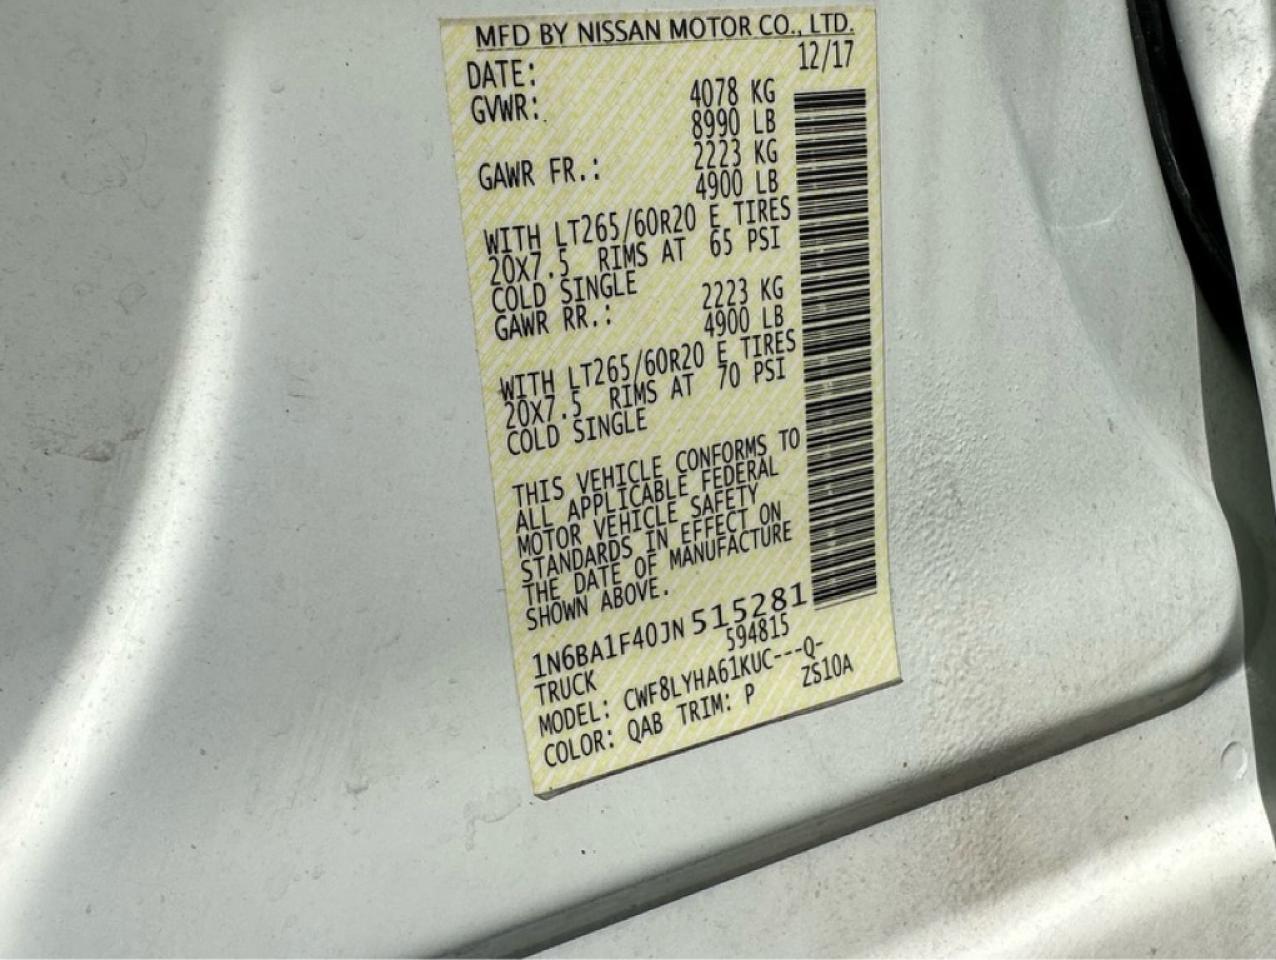 MFD BY NISSAN MOTOR CO., LTD.
DATE: 12/17
GVWR: 4078 KG
8990 LB
GAWR FR.: 2223 KG
4900 LB
WITH LT265/60R20 E TIRES
20X7.5 RIMS AT 65 PSI
COLD SINGLE
GAWR RR.: 2223 KG
4900 LB
WITH LT265/60R20 E TIRES
20X7.5 RIMS AT 70 PSI
COLD SINGLE
THIS VEHICLE CONFORMS TO
ALL APPLICABLE FEDERAL
MOTOR VEHICLE SAFETY
STANDARDS IN EFFECT ON
THE DATE OF MANUFACTURE
SHOWN ABOVE.
1N6BA1F40JN515281
TRUCK 594815
MODEL: CWF8LYHA61KUC---Q-
COLOR: QAB TRIM: P ZS10A